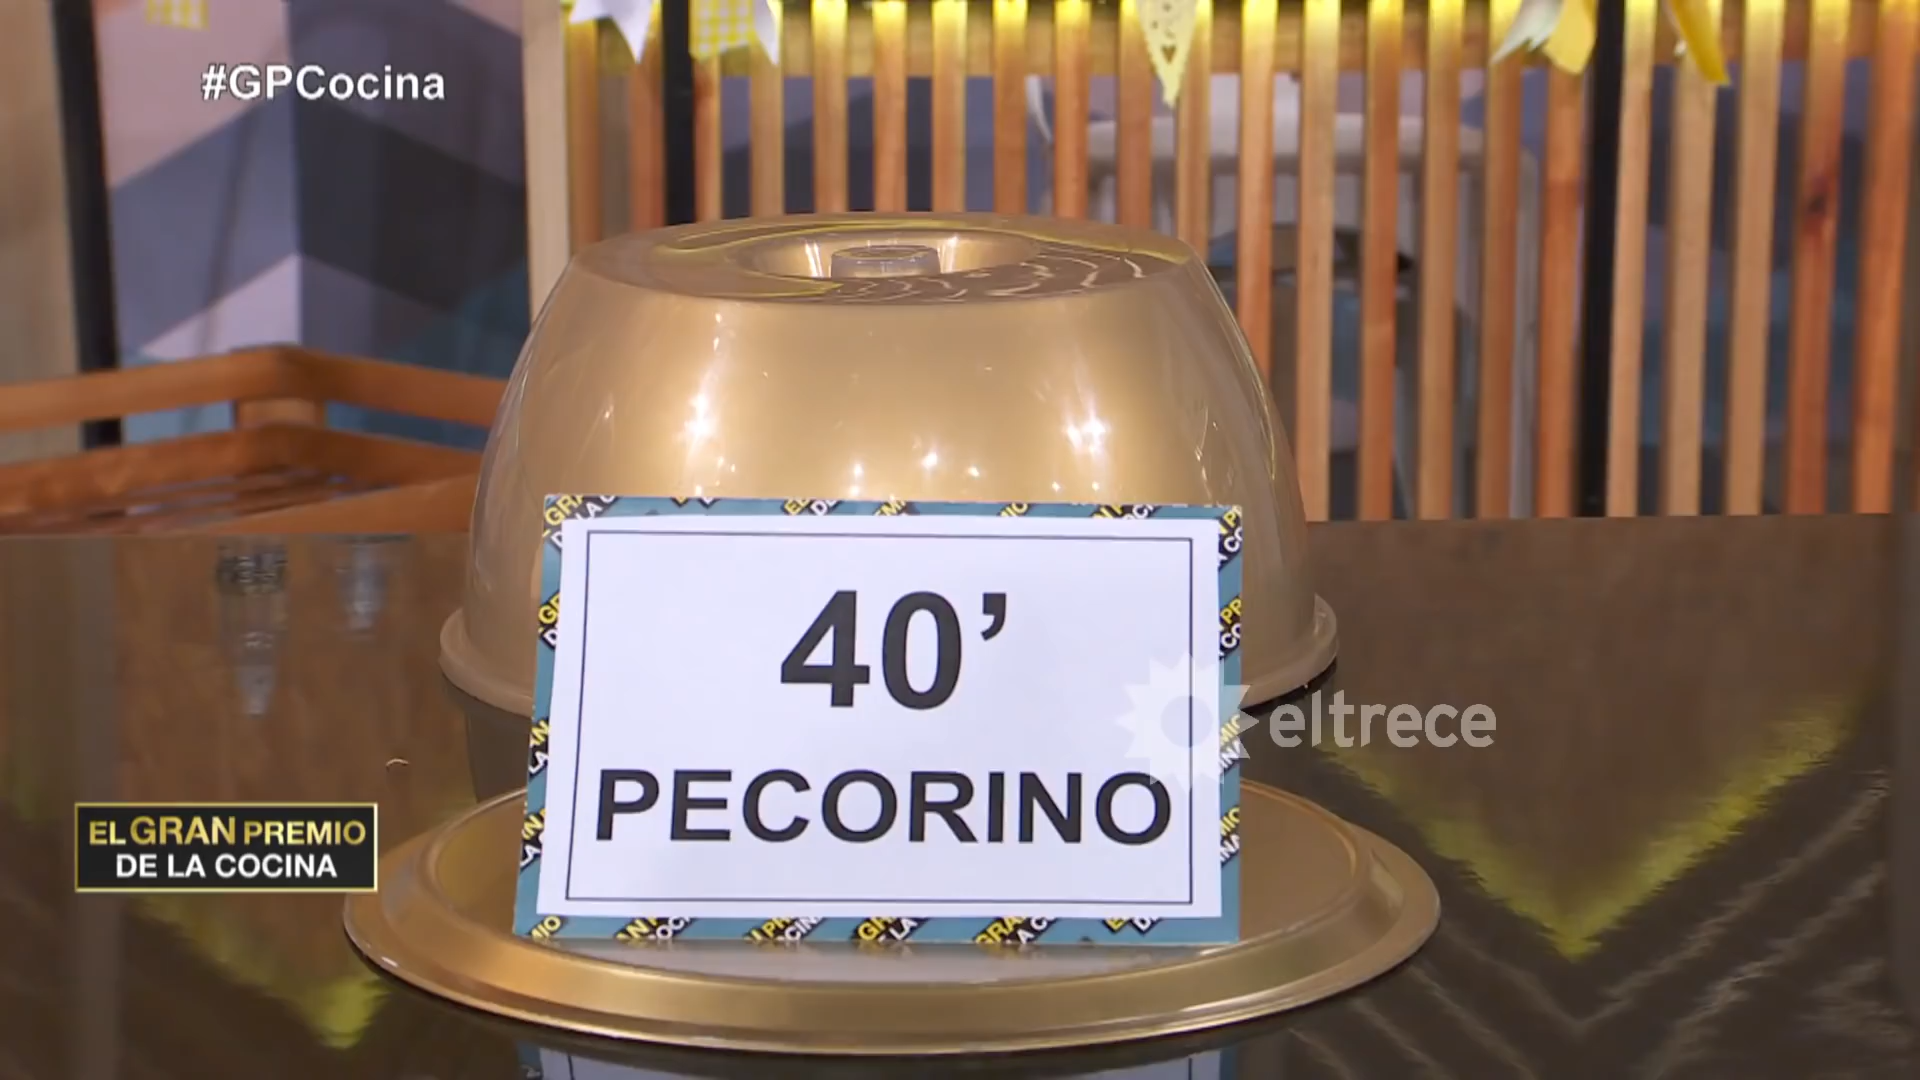 #GPCocina
40’
PECORINO
eltrece
EL GRAN PREMIO
DE LA COCINA